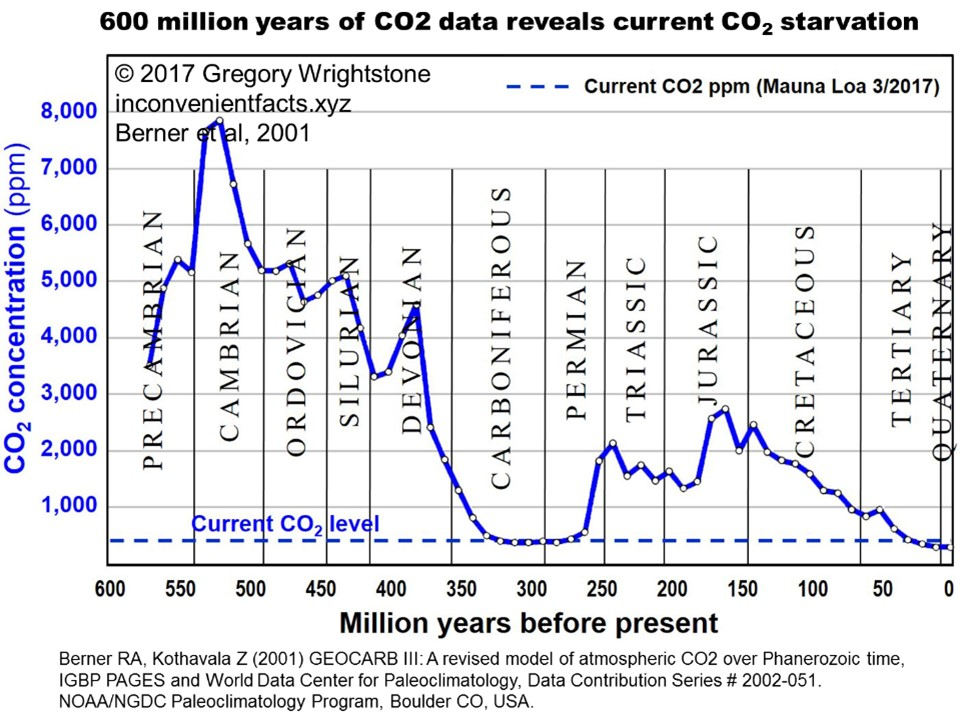 600 million years of CO2 data reveals current CO₂ starvation
© 2017 Gregory Wrightstone
inconvenientfacts.xyz
Berner et al, 2001
Current CO2 ppm (Mauna Loa 3/2017)
CO₂ concentration (ppm)
8,000
7,000
6,000
5,000
4,000
3,000
2,000
1,000
PRECAMBRIAN
CAMBRIAN
ORDOVICIAN
SILURIAN
DEVONIAN
CARBONIFEROUS
PERMIAN
TRIASSIC
JURASSIC
CRETACEOUS
TERTIARY
QUATERNARY
Current CO₂ level
600 550 500 450 400 350 300 250 200 150 100 50 0
Million years before present
Berner RA, Kothavala Z (2001) GEOCARB III: A revised model of atmospheric CO2 over Phanerozoic time,
IGBP PAGES and World Data Center for Paleoclimatology, Data Contribution Series # 2002-051.
NOAA/NGDC Paleoclimatology Program, Boulder CO, USA.